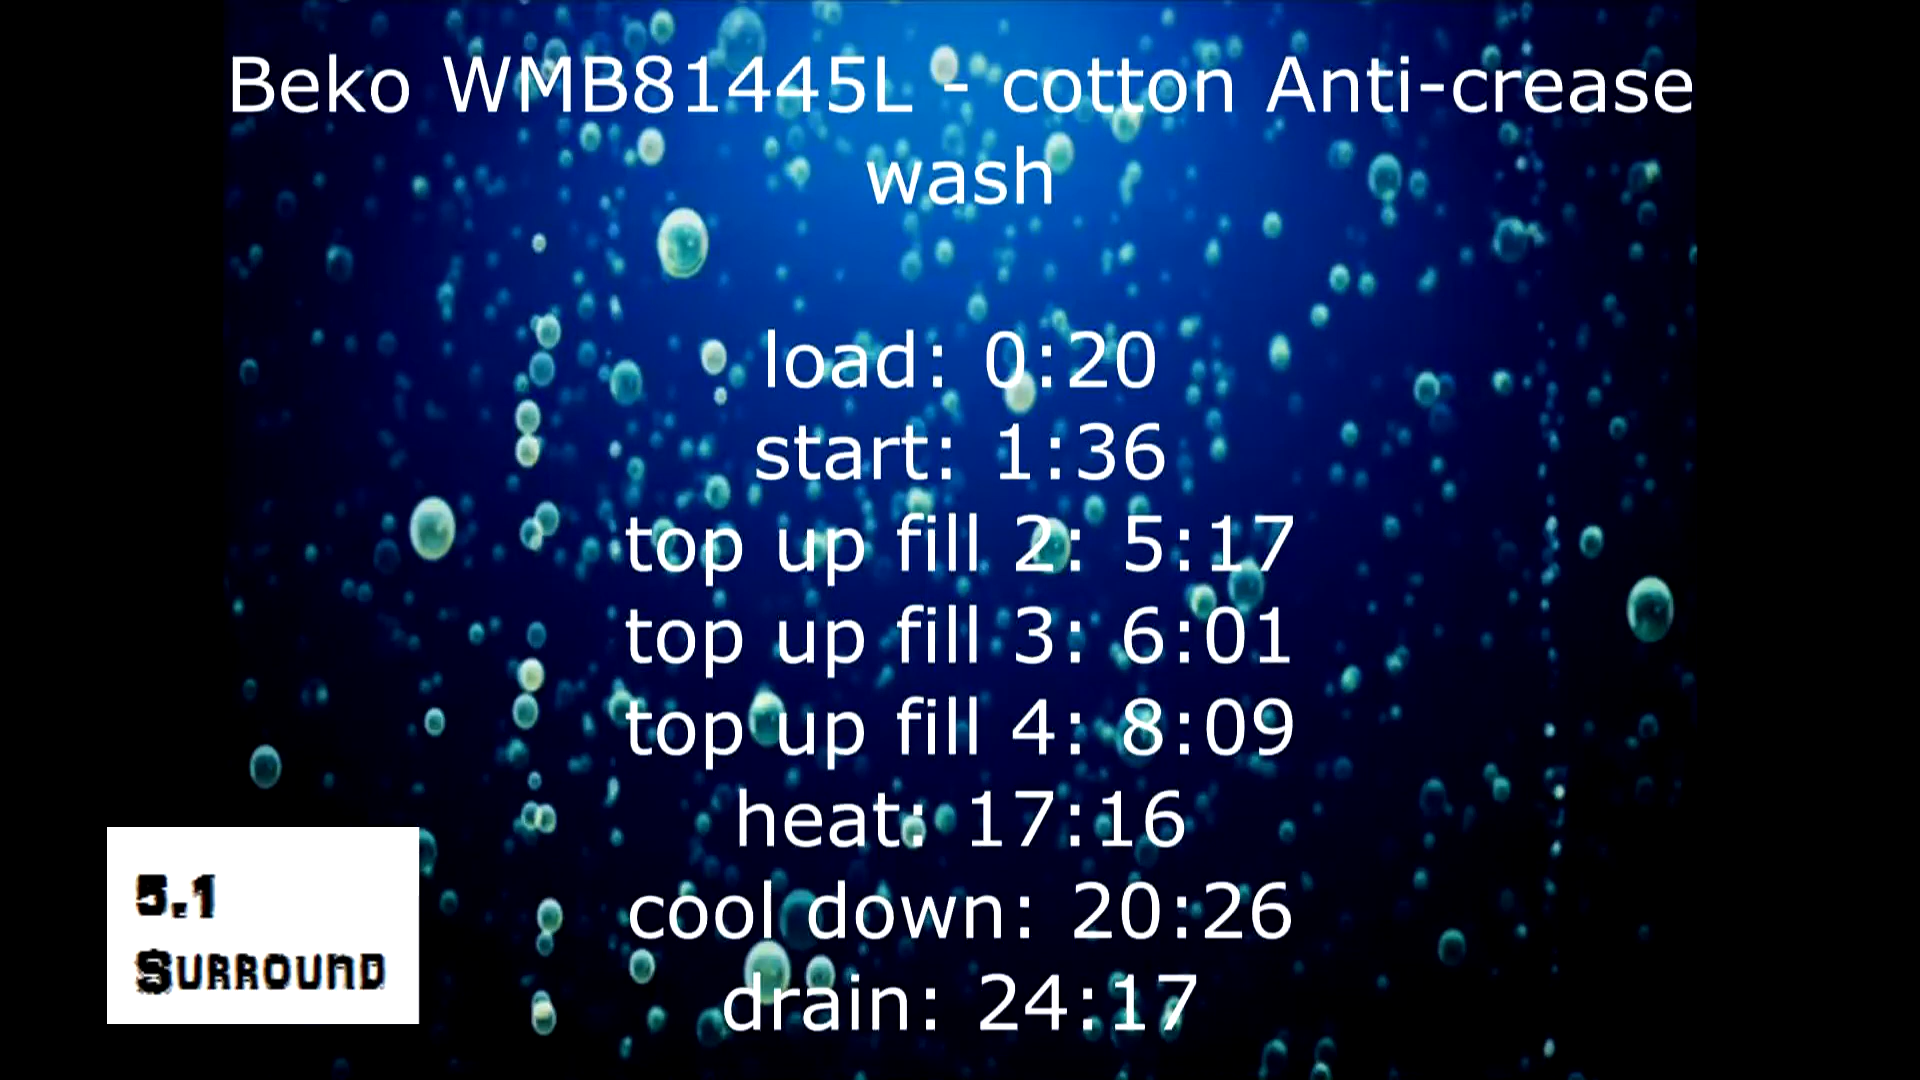 Beko WMB81445L - cotton Anti-crease
wash
load: 0:20
start: 1:36
top up fill 2: 5:17
top up fill 3: 6:01
top up fill 4: 8:09
heat: 17:16
cool down: 20:26
drain: 24:17
5.1
Surround